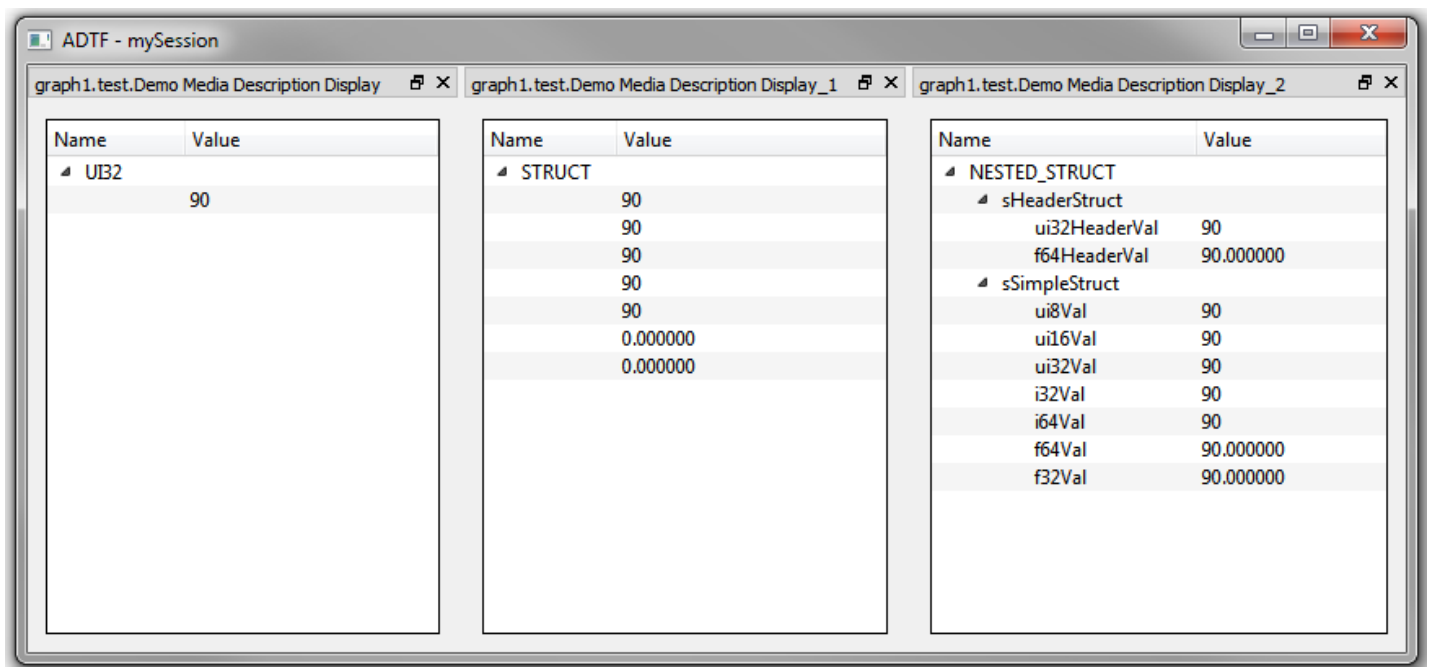 ADTF - mySession
graph1.test.Demo Media Description Display
graph1.test.Demo Media Description Display_1
graph1.test.Demo Media Description Display_2
Name Value
UI32
90
Name Value
STRUCT
90
90
90
90
90
0.000000
0.000000
Name Value
NESTED_STRUCT
sHeaderStruct
ui32HeaderVal 90
f64HeaderVal 90.000000
sSimpleStruct
ui8Val 90
ui16Val 90
ui32Val 90
i32Val 90
i64Val 90
f64Val 90.000000
f32Val 90.000000